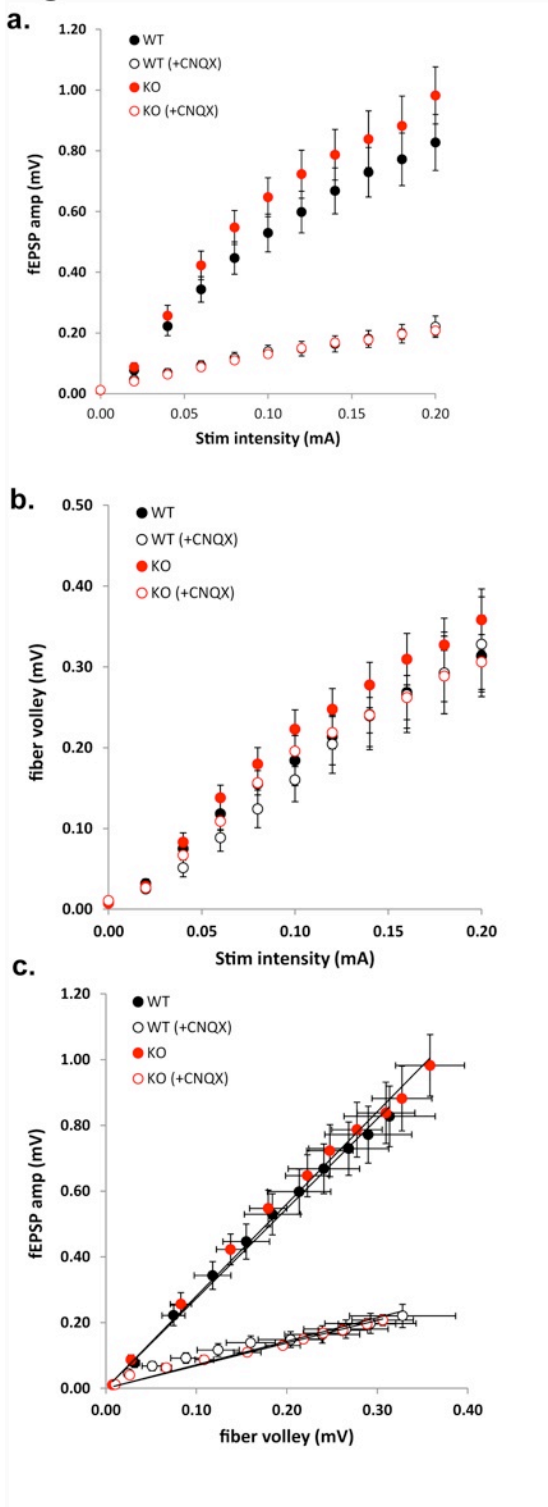 a.
1.20
1.00
0.80
0.60
0.40
0.20
0.00
fEPSP amp (mV)
WT
WT (+CNQX)
KO
KO (+CNQX)
0.00 0.05 0.10 0.15 0.20
Stim intensity (mA)
b.
0.50
0.40
0.30
0.20
0.10
0.00
fiber volley (mV)
WT
WT (+CNQX)
KO
KO (+CNQX)
0.00 0.05 0.10 0.15 0.20
Stim intensity (mA)
c.
1.20
1.00
0.80
0.60
0.40
0.20
0.00
fEPSP amp (mV)
WT
WT (+CNQX)
KO
KO (+CNQX)
0.00 0.10 0.20 0.30 0.40
fiber volley (mV)